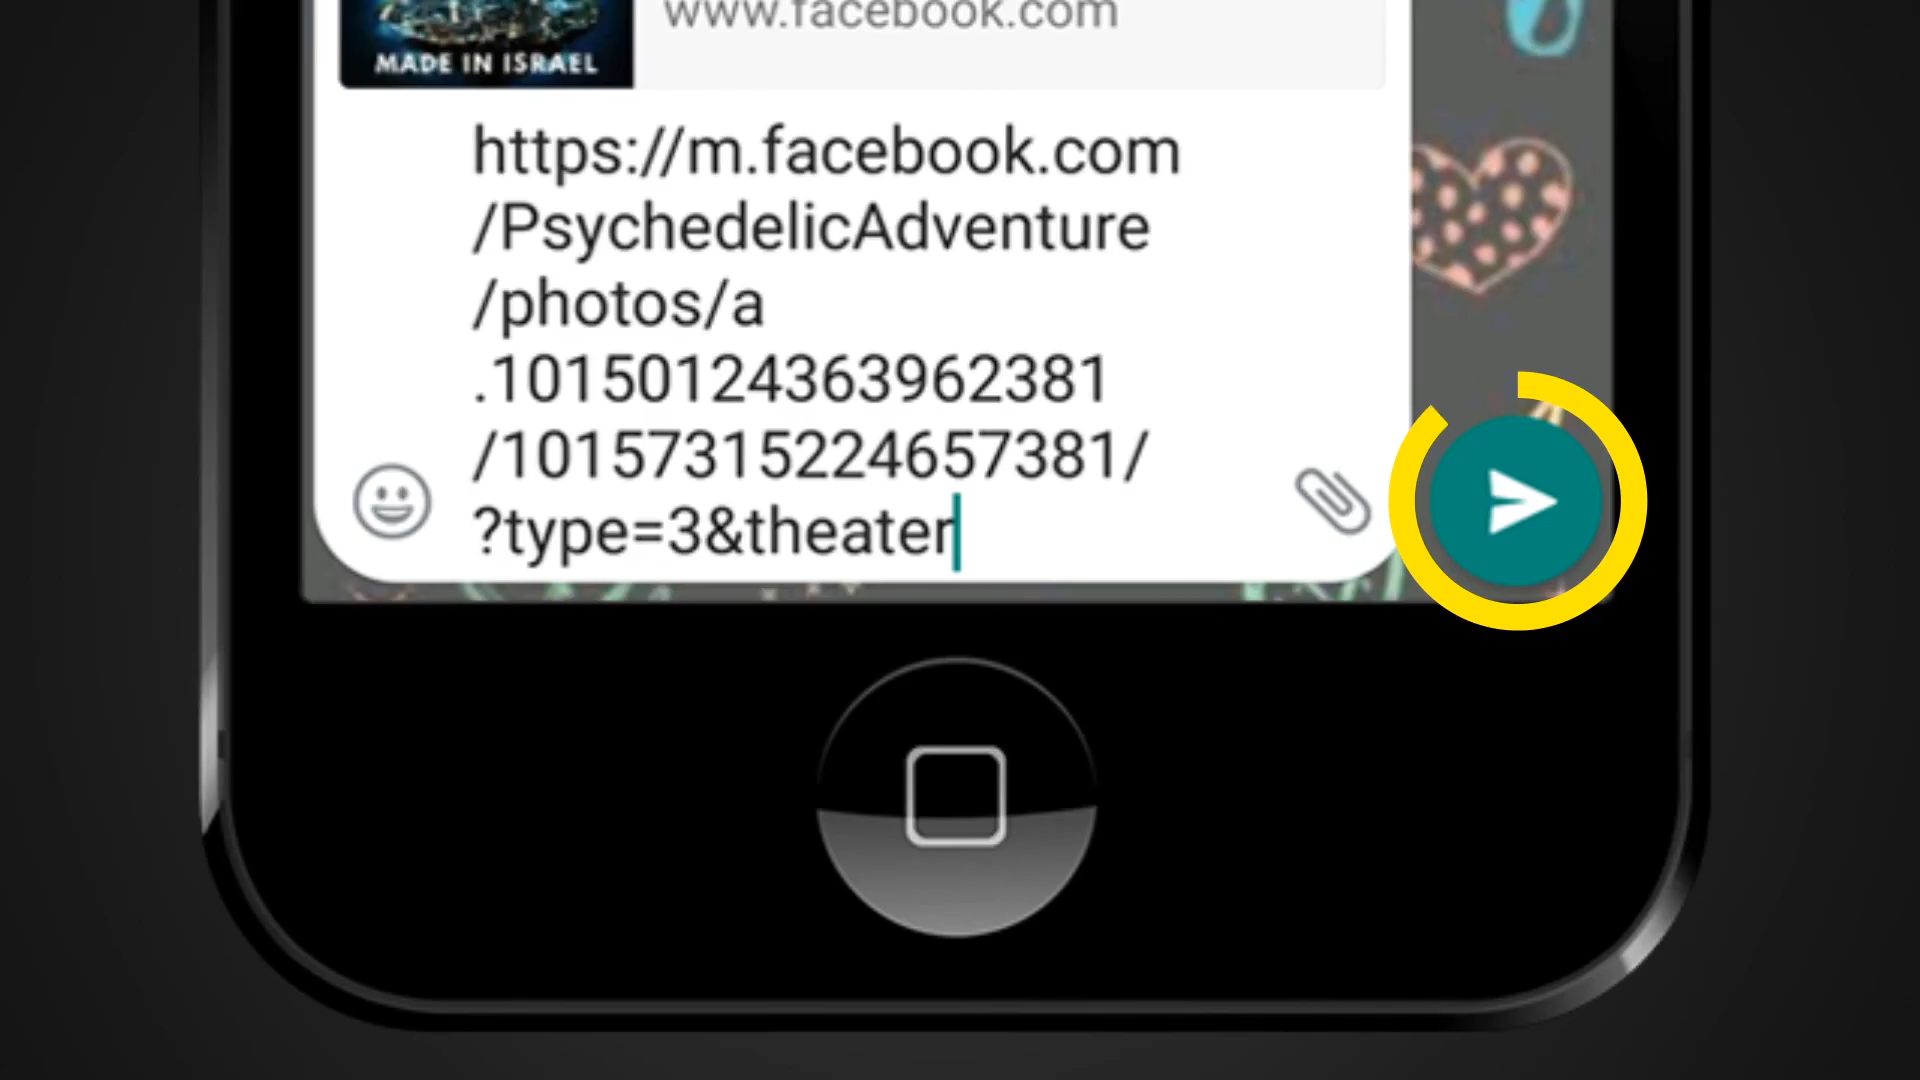 www.facebook.com
MADE IN ISRAEL
https://m.facebook.com
/PsychedelicAdventure
/photos/a
.10150124363962381
/10157315224657381/
?type=3&theater